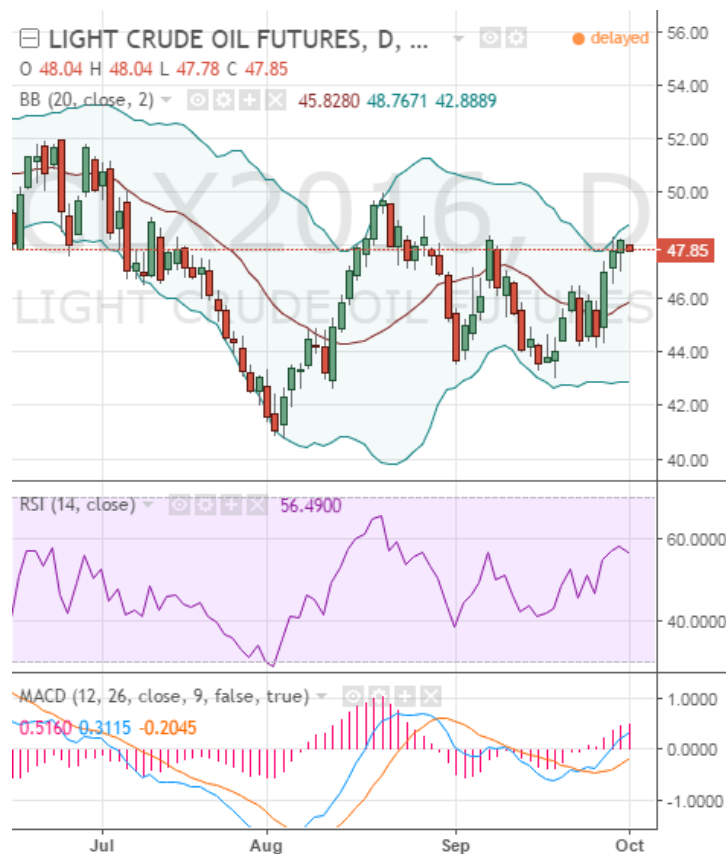 LIGHT CRUDE OIL FUTURES, D, ...
delayed
O 48.04 H 48.04 L 47.78 C 47.85
BB (20, close, 2) 45.8280 48.7671 42.8889
X2016, D
LIGHT CRUDE OIL FUTURES
56.00
54.00
52.00
50.00
47.85
46.00
44.00
42.00
40.00
RSI (14, close) 56.4900
60.0000
40.0000
MACD (12, 26, close, 9, false, true)
0.5160 0.3115 -0.2045
1.0000
0.0000
-1.0000
Jul Aug Sep Oct